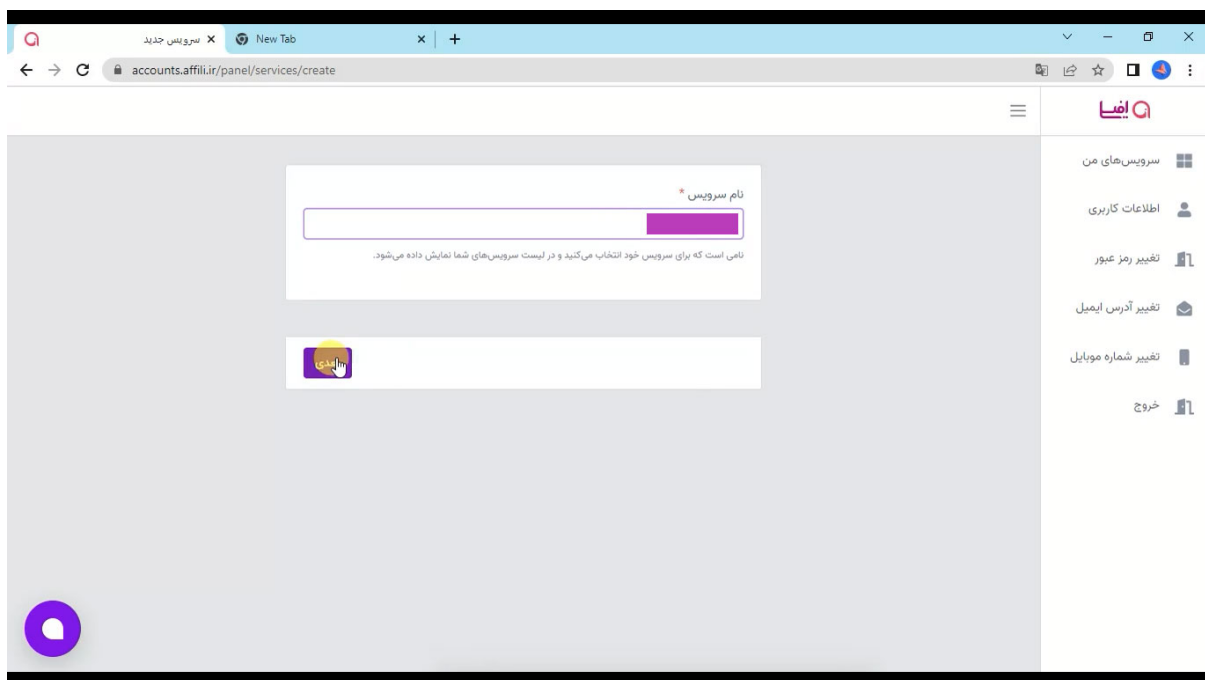 سرویس جدید
New Tab
accounts.affili.ir/panel/services/create
افیـلـا
سرویس‌های من
اطلاعات کاربری
تغییر رمز عبور
تغییر آدرس ایمیل
تغییر شماره موبایل
خروج
نام سرویس *
نامی است که برای سرویس خود انتخاب می‌کنید و در لیست سرویس‌های شما نمایش داده می‌شود.